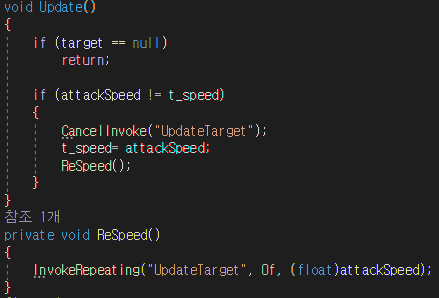 void Update()
{
if (target == null)
return;
if (attackSpeed != t_speed)
{
CancelInvoke("UpdateTarget");
t_speed= attackSpeed;
ReSpeed();
}
}
참조 1개
private void ReSpeed()
{
InvokeRepeating("UpdateTarget", 0f, (float)attackSpeed);
}